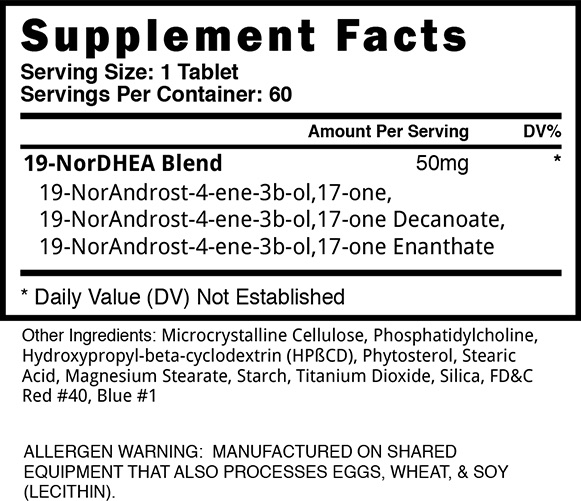 Supplement Facts
Serving Size: 1 Tablet
Servings Per Container: 60
Amount Per Serving DV%
19-NorDHEA Blend 50mg *
19-NorAndrost-4-ene-3b-ol,17-one,
19-NorAndrost-4-ene-3b-ol,17-one Decanoate,
19-NorAndrost-4-ene-3b-ol,17-one Enanthate
* Daily Value (DV) Not Established
Other Ingredients: Microcrystalline Cellulose, Phosphatidylcholine,
Hydroxypropyl-beta-cyclodextrin (HPßCD), Phytosterol, Stearic
Acid, Magnesium Stearate, Starch, Titanium Dioxide, Silica, FD&C
Red #40, Blue #1
ALLERGEN WARNING: MANUFACTURED ON SHARED
EQUIPMENT THAT ALSO PROCESSES EGGS, WHEAT, & SOY
(LECITHIN).